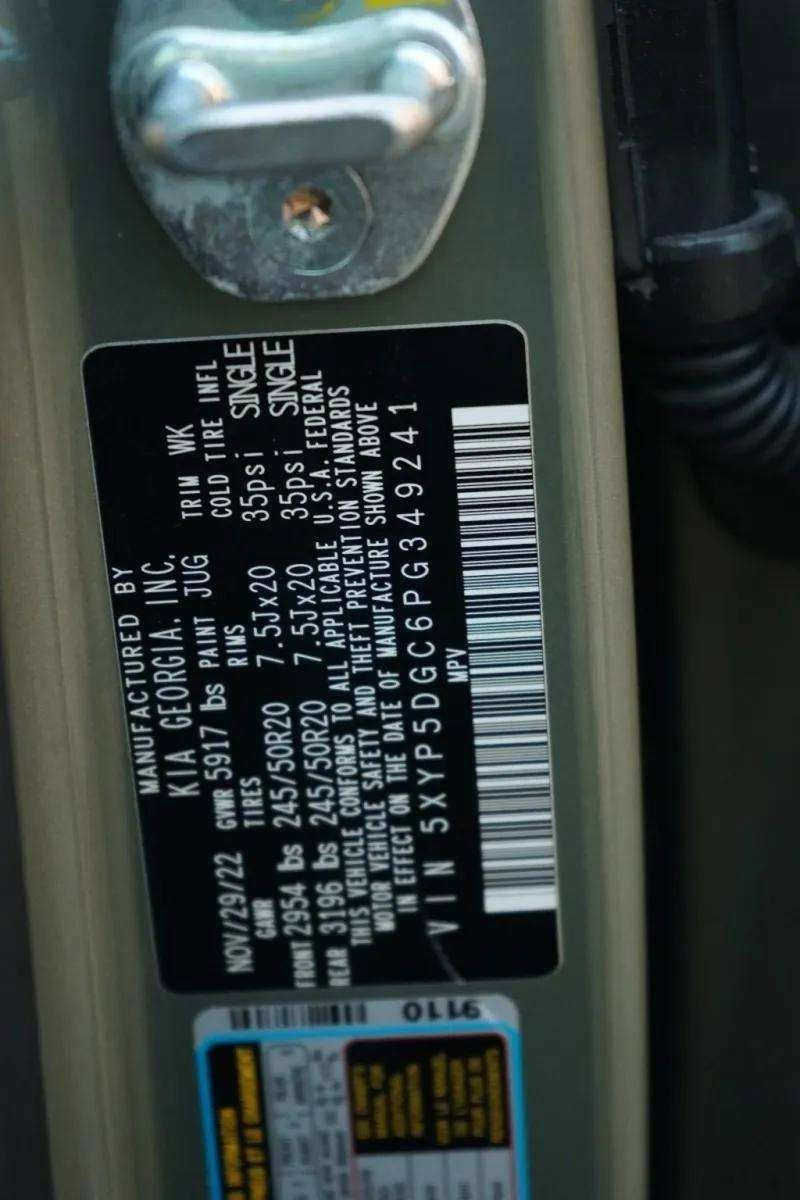 MANUFACTURED BY
KIA GEORGIA, INC.
NOV/29/22 GVWR 5917 lbs PAINT JUG TRIM WK
GAWR TIRES RIMS COLD TIRE INFL
FRONT 2954 lbs 245/50R20 7.5Jx20 35psi SINGLE
REAR 3196 lbs 245/50R20 7.5Jx20 35psi SINGLE
THIS VEHICLE CONFORMS TO ALL APPLICABLE U.S.A. FEDERAL
MOTOR VEHICLE SAFETY AND THEFT PREVENTION STANDARDS
IN EFFECT ON THE DATE OF MANUFACTURE SHOWN ABOVE
VIN 5XYP5DGC6PG349241
MPV
9110